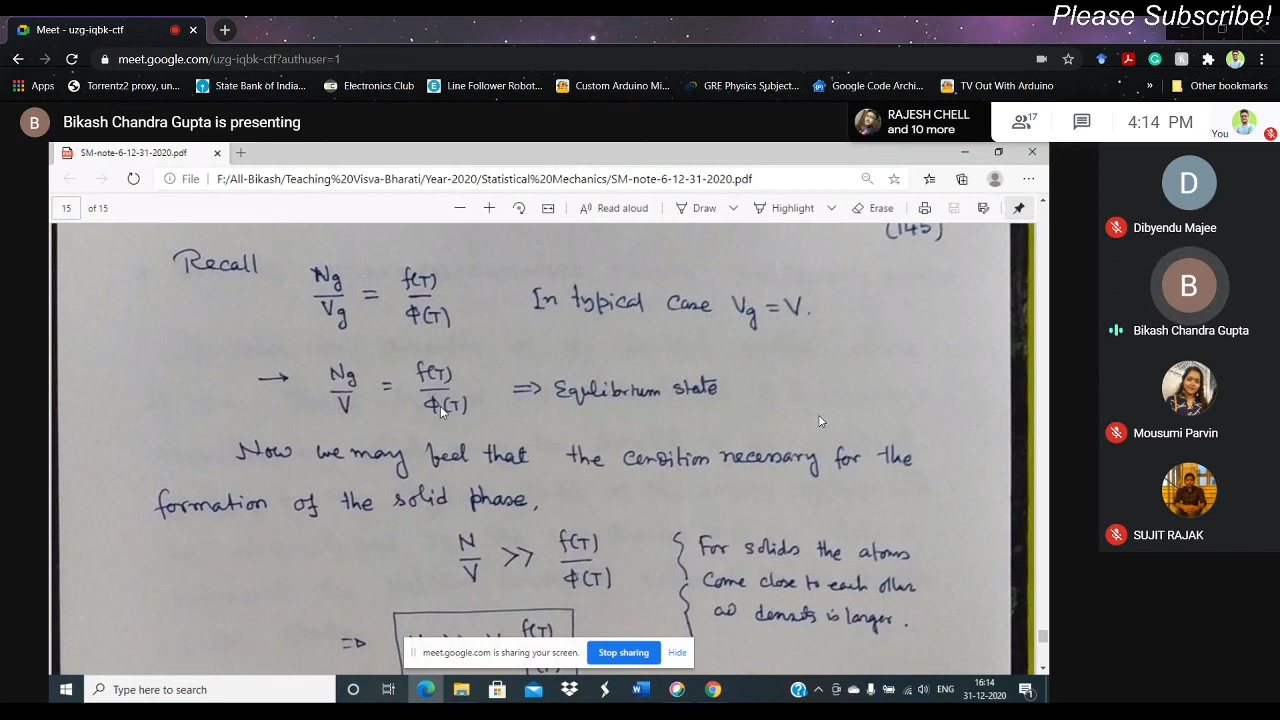 Please Subscribe!
Meet - uzg-iqbk-ctf
meet.google.com/uzg-iqbk-ctf?authuser=1
Apps Torrentz2 proxy, un... State Bank of India... Electronics Club Line Follower Robot... Custom Arduino Mi... GRE Physics Subject... Google Code Archi... TV Out With Arduino » Other bookmarks
B Bikash Chandra Gupta is presenting
RAJESH CHELL
and 10 more
17
4:14 PM
You
SM-note-6-12-31-2020.pdf
File F:/All-Bikash/Teaching%20Visva-Bharati/Year-2020/Statistical%20Mechanics/SM-note-6-12-31-2020.pdf
15 of 15 Read aloud Draw Highlight Erase
(145)
Recall Ng/Vg = f(T)/Φ(T) In typical case Vg = V.
→ Ng/V = f(T)/Φ(T) ⇒ Equilibrium state
Now we may feel that the condition necessary for the
formation of the solid phase,
N/V >> f(T)/Φ(T)
{ For solids the atoms
come close to each other
density is larger.
⇒ f(T)
meet.google.com is sharing your screen. Stop sharing Hide
D
Dibyendu Majee
B
Bikash Chandra Gupta
Mousumi Parvin
SUJIT RAJAK
Type here to search
ENG
16:14
31-12-2020
1